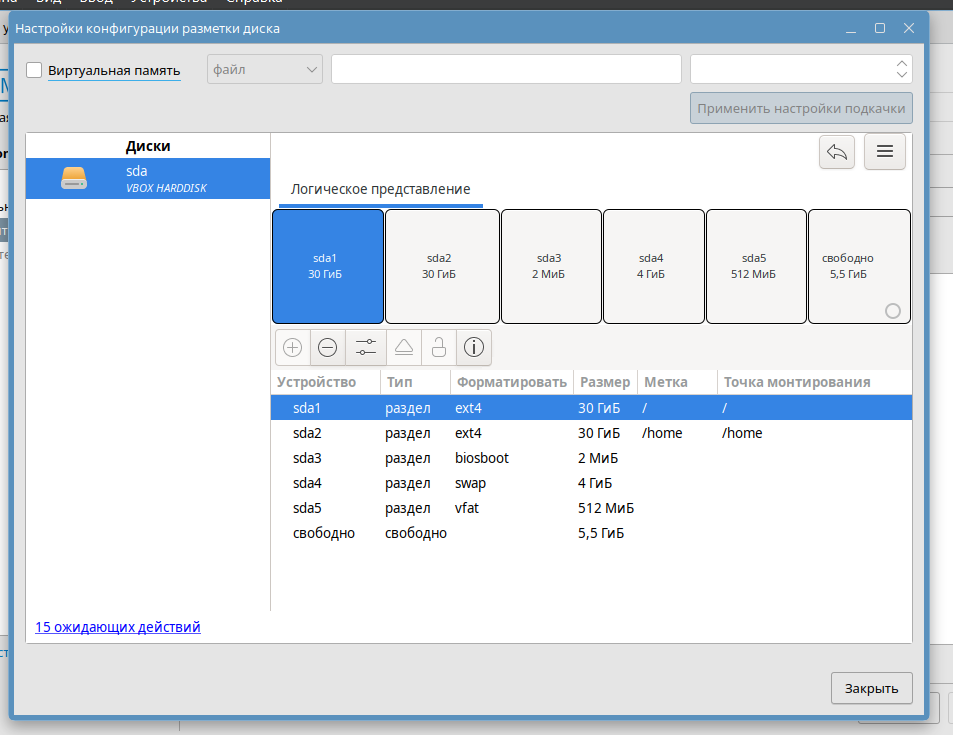 Вид Ввод Устройства Справка
Настройки конфигурации разметки диска
Виртуальная память файл
Применить настройки подкачки
Диски
sda
VBOX HARDDISK
Логическое представление
sda1 sda2 sda3 sda4 sda5 свободно
30 ГиБ 30 ГиБ 2 МиБ 4 ГиБ 512 МиБ 5,5 ГиБ
Устройство Тип Форматировать Размер Метка Точка монтирования
sda1 раздел ext4 30 ГиБ / /
sda2 раздел ext4 30 ГиБ /home /home
sda3 раздел biosboot 2 МиБ
sda4 раздел swap 4 ГиБ
sda5 раздел vfat 512 МиБ
свободно свободно 5,5 ГиБ
15 ожидающих действий
Закрыть